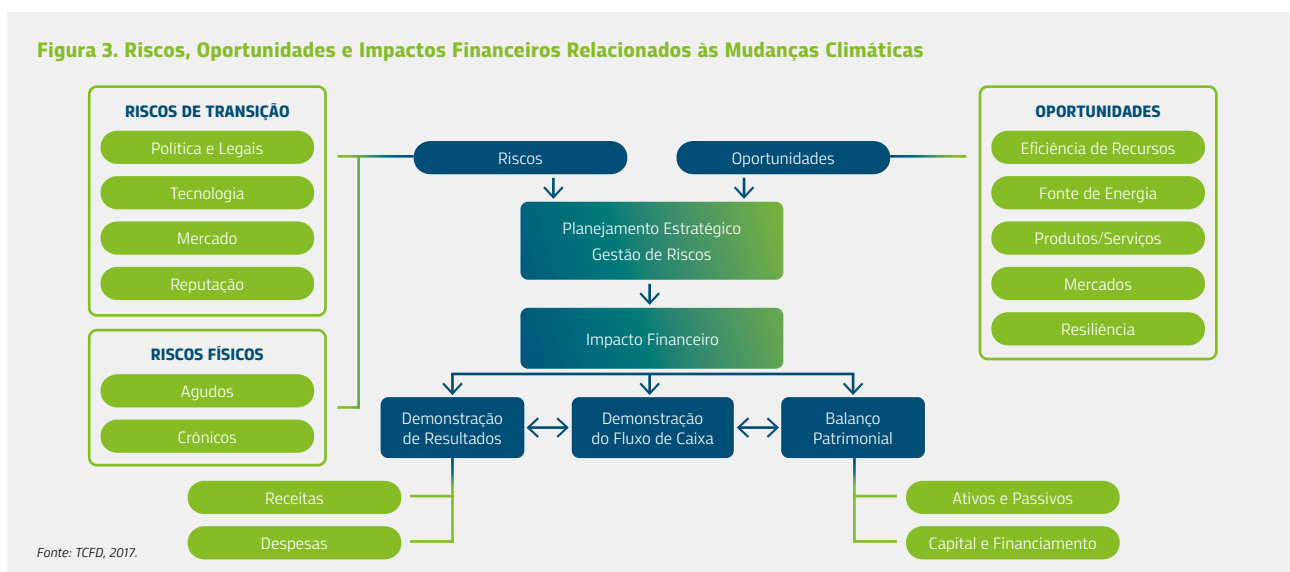 Figura 3. Riscos, Oportunidades e Impactos Financeiros Relacionados às Mudanças Climáticas
RISCOS DE TRANSIÇÃO
Política e Legais
Tecnologia
Mercado
Reputação
RISCOS FÍSICOS
Agudos
Crônicos
Riscos
Oportunidades
Planejamento Estratégico
Gestão de Riscos
Impacto Financeiro
Demonstração
de Resultados
Demonstração
do Fluxo de Caixa
Balanço
Patrimonial
Receitas
Despesas
Ativos e Passivos
Capital e Financiamento
OPORTUNIDADES
Eficiência de Recursos
Fonte de Energia
Produtos/Serviços
Mercados
Resiliência
Fonte: TCFD, 2017.